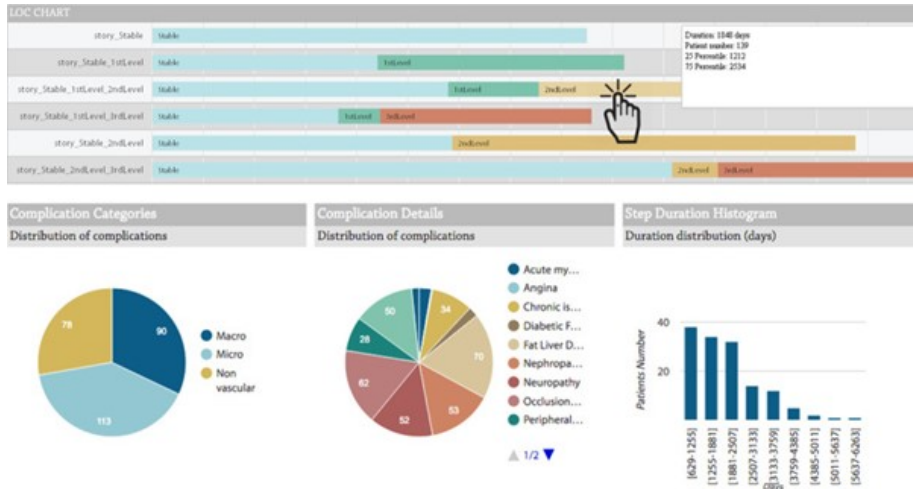 LOC CHART
story_Stable Stable
story_Stable_1stLevel Stable 1stLevel
story_Stable_1stLevel_2ndLevel Stable 1stLevel 2ndLevel
story_Stable_1stLevel_3rdLevel Stable 1stLevel 3rdLevel
story_Stable_2ndLevel Stable 2ndLevel
story_Stable_2ndLevel_3rdLevel Stable 2ndLevel 3rdLevel
Duration: 1848 days
Patient number: 139
25 Percentile: 1212
75 Percentile: 2534
Complication Categories
Distribution of complications
78
90
113
Macro
Micro
Non
vascular
Complication Details
Distribution of complications
50
34
28
70
62
52
53
Acute my...
Angina
Chronic is...
Diabetic F...
Fat Liver D...
Nephropa...
Neuropathy
Occlusion...
Peripheral...
1/2
Step Duration Histogram
Duration distribution (days)
Patients Number
40
20
[629-1255]
[1255-1881]
[1881-2507]
[2507-3133]
[3133-3759]
[3759-4385]
[4385-5011]
[5011-5637]
[5637-6263]
days